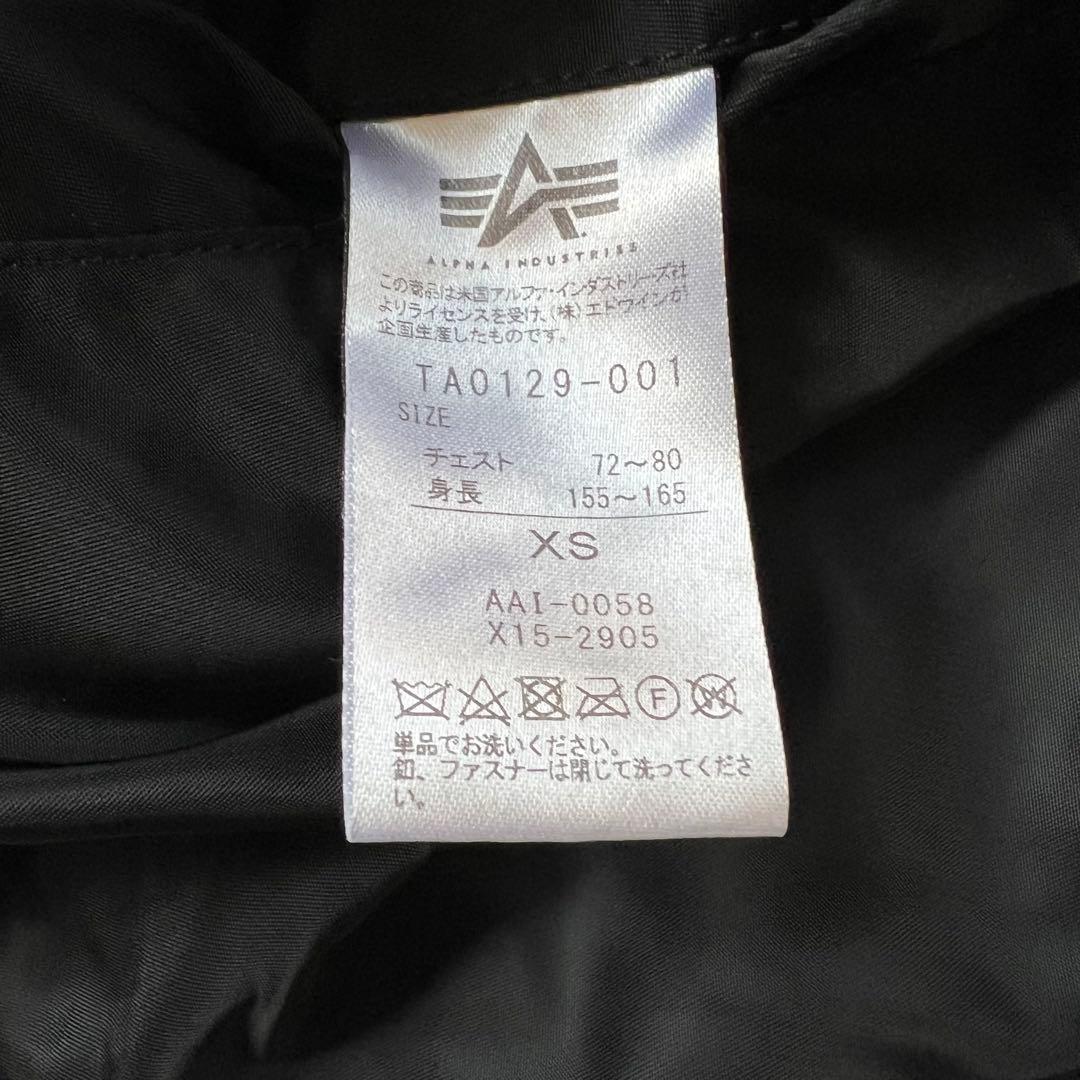 ALPHA INDUSTRIES
この商品は米国アルファ・インダストリーズ社
よりライセンスを受け、(株)エドウインが
企画生産したものです。
TA0129-001
SIZE
チェスト 72～80
身長 155～165
XS
AAI-0058
X15-2905
F W
単品でお洗いください。
釦、ファスナーは閉じて洗ってくださ
い。